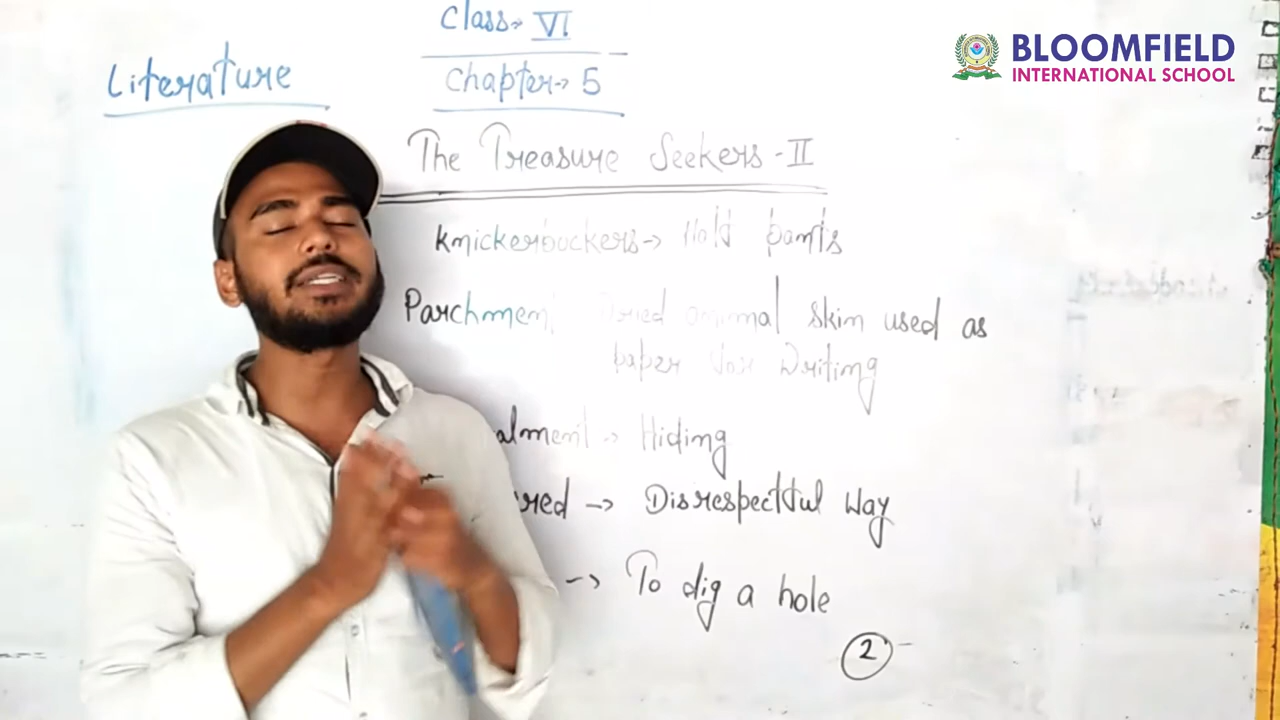 Class- VI
BLOOMFIELD
INTERNATIONAL SCHOOL
Literature
Chapter-> 5
The Treasure Seekers - II
Knickerbockers-> Half pants
Parchmen Dried animal skin used as
paper for Writing
alment -> Hiding
red -> Disrespectful Way
-> To dig a hole
2